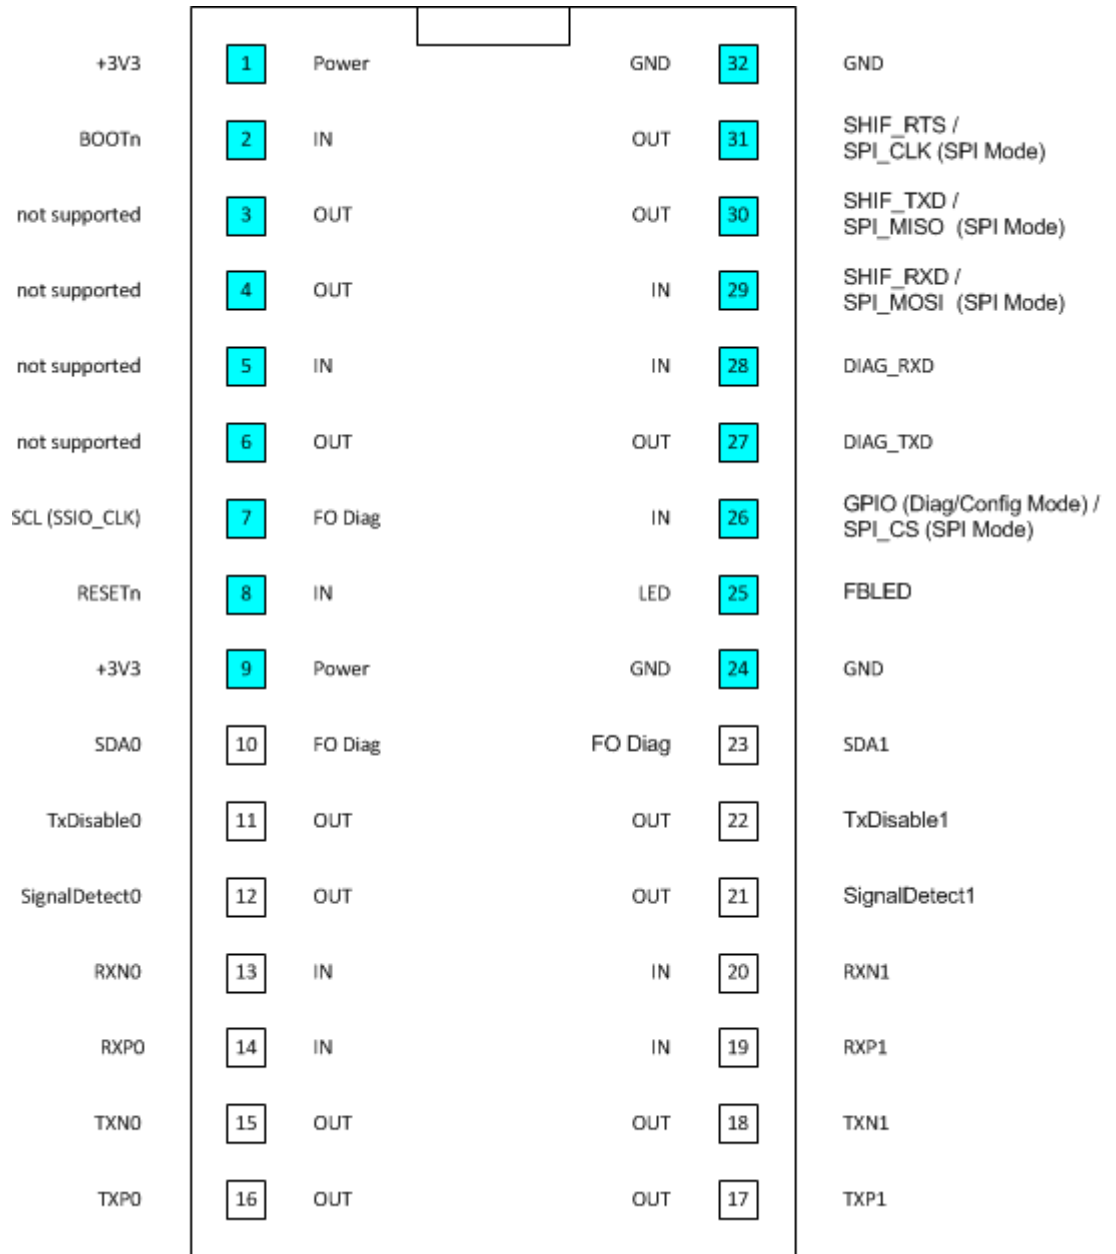 +3V3 1 Power GND 32 GND
BOOTn 2 IN OUT 31 SHIF_RTS /
SPI_CLK (SPI Mode)
not supported 3 OUT OUT 30 SHIF_TXD /
SPI_MISO (SPI Mode)
not supported 4 OUT IN 29 SHIF_RXD /
SPI_MOSI (SPI Mode)
not supported 5 IN IN 28 DIAG_RXD
not supported 6 OUT OUT 27 DIAG_TXD
SCL (SSIO_CLK) 7 FO Diag IN 26 GPIO (Diag/Config Mode) /
SPI_CS (SPI Mode)
RESETn 8 IN LED 25 FBLED
+3V3 9 Power GND 24 GND
SDA0 10 FO Diag FO Diag 23 SDA1
TxDisable0 11 OUT OUT 22 TxDisable1
SignalDetect0 12 OUT OUT 21 SignalDetect1
RXN0 13 IN IN 20 RXN1
RXP0 14 IN IN 19 RXP1
TXN0 15 OUT OUT 18 TXN1
TXP0 16 OUT OUT 17 TXP1